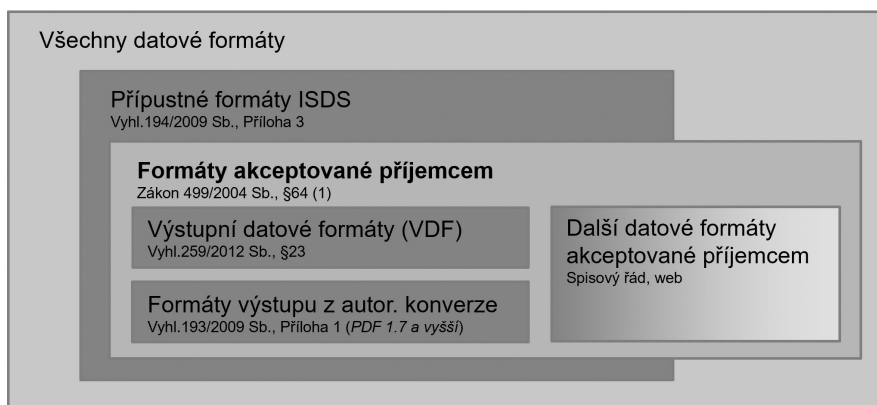 Všechny datové formáty
Přípustné formáty ISDS
Vyhl.194/2009 Sb., Příloha 3
Formáty akceptované příjemcem
Zákon 499/2004 Sb., §64 (1)
Výstupní datové formáty (VDF)
Vyhl.259/2012 Sb., §23
Formáty výstupu z autor. konverze
Vyhl.193/2009 Sb., Příloha 1 (PDF 1.7 a vyšší)
Další datové formáty
akceptované příjemcem
Spisový řád, web